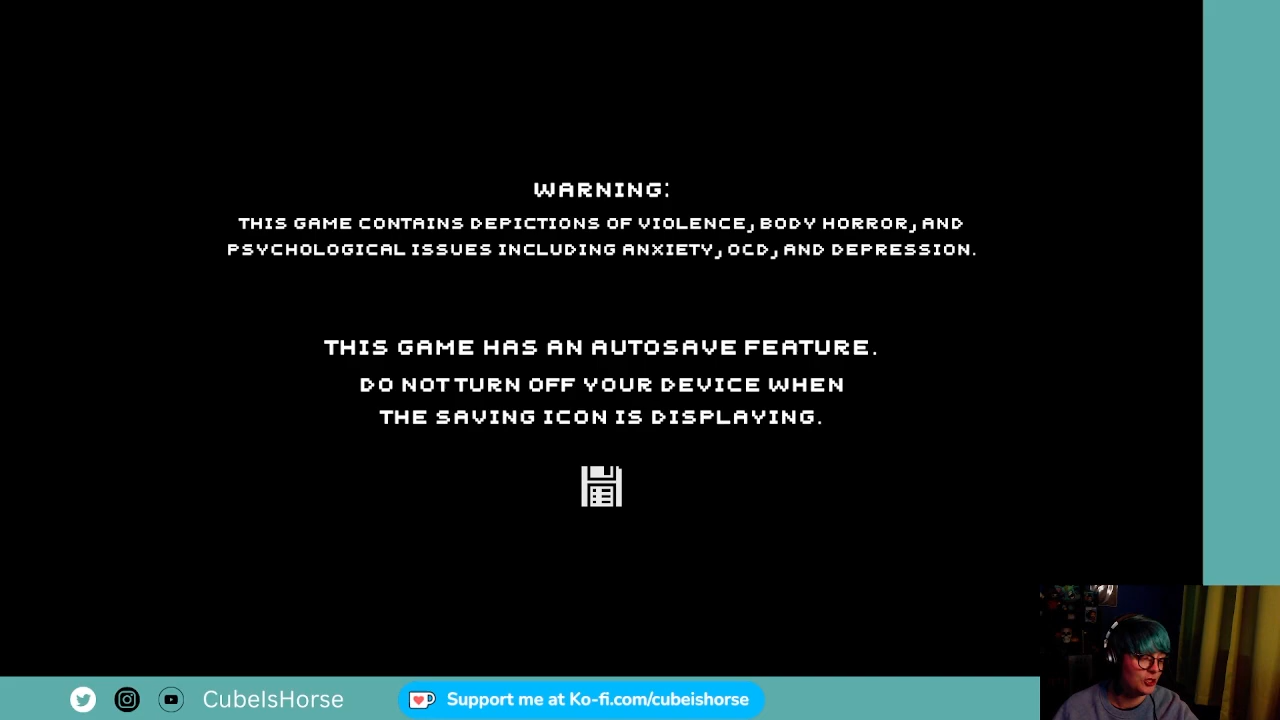 WARNING:
THIS GAME CONTAINS DEPICTIONS OF VIOLENCE, BODY HORROR, AND
PSYCHOLOGICAL ISSUES INCLUDING ANXIETY, OCD, AND DEPRESSION.
THIS GAME HAS AN AUTOSAVE FEATURE.
DO NOT TURN OFF YOUR DEVICE WHEN
THE SAVING ICON IS DISPLAYING.
CubeIsHorse
Support me at Ko-fi.com/cubeishorse